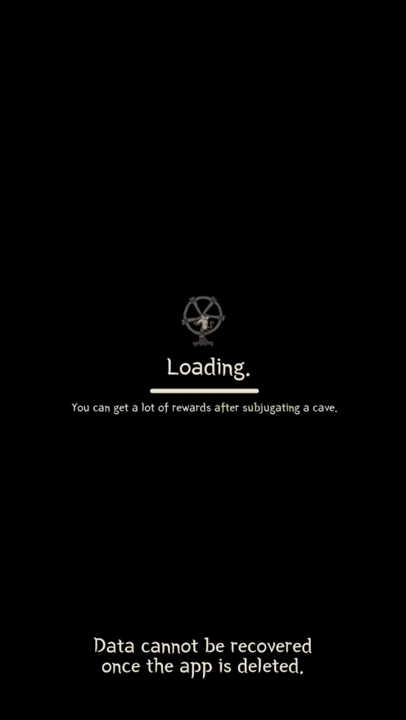 Loading.
You can get a lot of rewards after subjugating a cave.
Data cannot be recovered
once the app is deleted.